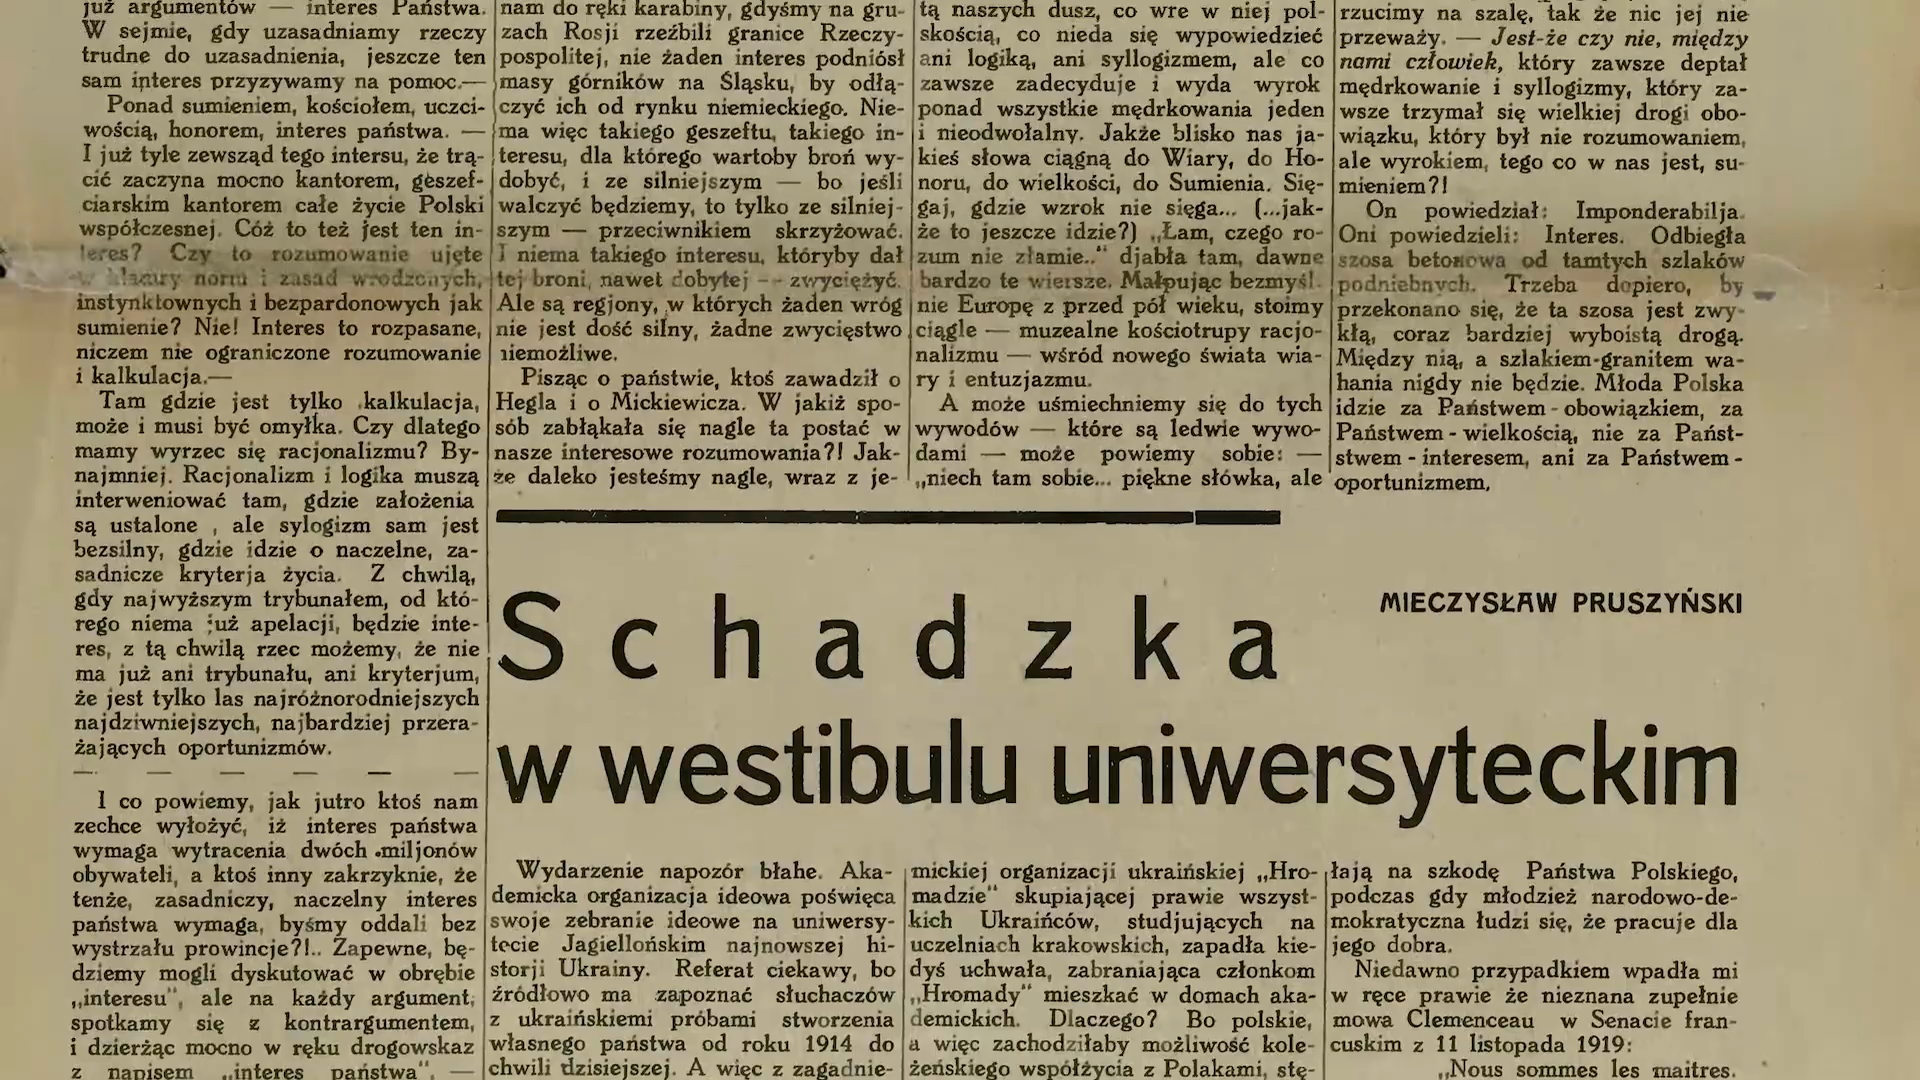 już argumentów — interes Państwa.
W sejmie, gdy uzasadniamy rzeczy
trudne do uzasadnienia, jeszcze ten
sam interes przyzywamy na pomoc.—
Ponad sumieniem, kościołem, uczci-
wością, honorem, interes państwa. —
I już tyle zewsząd tego intersu, że trą-
cić zaczyna mocno kantorem, geszef-
ciarskim kantorem całe życie Polski
współczesnej. Cóż to też jest ten in-
teres? Czy to rozumowanie ujęte
w klauzury norm i zasad wrodzonych,
instynktownych i bezpardonowych jak
sumienie? Nie! Interes to rozpasane,
niczem nie ograniczone rozumowanie
i kalkulacja.—
Tam gdzie jest tylko kalkulacja,
może i musi być omyłka. Czy dlatego
mamy wyrzec się racjonalizmu? By-
najmniej. Racjonalizm i logika muszą
interweniować tam, gdzie założenia
są ustalone , ale sylogizm sam jest
bezsilny, gdzie idzie o naczelne, za-
sadnicze kryterja życia. Z chwilą,
gdy najwyższym trybunałem, od któ-
rego niema już apelacji, będzie inte-
res, z tą chwilą rzec możemy, że nie
ma już ani trybunału, ani kryterjum,
że jest tylko las najróżnorodniejszych
najdziwniejszych, najbardziej przera-
żających oportunizmów.
— — — — — —
I co powiemy, jak jutro ktoś nam
zechce wyłożyć, iż interes państwa
wymaga wytracenia dwóch miljonów
obywateli, a ktoś inny zakrzyknie, że
tenże, zasadniczy, naczelny interes
państwa wymaga, byśmy oddali bez
wystrzału prowincje?!.. Zapewne, bę-
dziemy mogli dyskutować w obrębie
„interesu", ale na każdy argument,
spotkamy się z kontrargumentem,
i dzierżąc mocno w ręku drogowskaz
z napisem „interes państwa", —
nam do ręki karabiny, gdyśmy na gru-
zach Rosji rzeźbili granice Rzeczy-
pospolitej, nie żaden interes podniósł
masy górników na Śląsku, by odłą-
czyć ich od rynku niemieckiego. Nie-
ma więc takiego geszeftu, takiego in-
teresu, dla którego wartoby broń wy-
dobyć, i ze silniejszym — bo jeśli
walczyć będziemy, to tylko ze silniej-
szym — przeciwnikiem skrzyżować.
I niema takiego interesu, któryby dał
tej broni, nawet dobytej -- zwyciężyć.
Ale są regjony, w których żaden wróg
nie jest dość silny, żadne zwycięstwo
niemożliwe.
Pisząc o państwie, ktoś zawadził o
Hegla i o Mickiewicza. W jakiż spo-
sób zabłąkała się nagle ta postać w
nasze interesowe rozumowania?! Jak-
że daleko jesteśmy nagle, wraz z je-
tą naszych dusz, co wre w niej pol-
skością, co nieda się wypowiedzieć
ani logiką, ani syllogizmem, ale co
zawsze zadecyduje i wyda wyrok
ponad wszystkie mędrkowania jeden
i nieodwołalny. Jakże blisko nas ja-
kieś słowa ciągną do Wiary, do Ho-
noru, do wielkości, do Sumienia. Się-
gaj, gdzie wzrok nie sięga... (...jak-
że to jeszcze idzie?) „Łam, czego ro-
zum nie złamie.." djabła tam, dawne
bardzo te wiersze. Małpując bezmyśl-
nie Europę z przed pół wieku, stoimy
ciągle — muzealne kościotrupy racjo-
nalizmu — wśród nowego świata wia-
ry i entuzjazmu.
A może uśmiechniemy się do tych
wywodów — które są ledwie wywo-
dami — może powiemy sobie: —
„niech tam sobie... piękne słówka, ale
rzucimy na szalę, tak że nic jej nie
przeważy. — Jest-że czy nie, między
nami człowiek, który zawsze deptał
mędrkowanie i syllogizmy, który za-
wsze trzymał się wielkiej drogi obo-
wiązku, który był nie rozumowaniem,
ale wyrokiem, tego co w nas jest, su-
mieniem?!
On powiedział: Imponderabilja.
Oni powiedzieli: Interes. Odbiegła
szosa betonowa od tamtych szlaków
podniebnych. Trzeba dopiero, by
przekonano się, że ta szosa jest zwy-
kłą, coraz bardziej wyboistą drogą.
Między nią, a szlakiem-granitem wa-
hania nigdy nie będzie. Młoda Polska
idzie za Państwem-obowiązkiem, za
Państwem-wielkością, nie za Państ-
stwem-interesem, ani za Państwem-
oportunizmem,
MIECZYSŁAW PRUSZYŃSKI
Schadzka
w westibulu uniwersyteckim
Wydarzenie napozór błahe. Aka-
demicka organizacja ideowa poświęca
swoje zebranie ideowe na uniwersy-
tecie Jagiellońskim najnowszej hi-
storji Ukrainy. Referat ciekawy, bo
źródłowo ma zapoznać słuchaczów
z ukraińskiemi próbami stworzenia
własnego państwa od roku 1914 do
chwili dzisiejszej. A więc z zagadnie-
mickiej organizacji ukraińskiej „Hro-
madzie" skupiającej prawie wszyst-
kich Ukraińców, studjujących na
uczelniach krakowskich, zapadła kie-
dyś uchwała, zabraniająca członkom
„Hromady" mieszkać w domach aka-
demickich. Dlaczego? Bo polskie,
a więc zachodziłaby możliwość kole-
żeńskiego współżycia z Polakami, stę-
łają na szkodę Państwa Polskiego,
podczas gdy młodzież narodowo-de-
mokratyczna łudzi się, że pracuje dla
jego dobra.
Niedawno przypadkiem wpadła mi
w ręce prawie że nieznana zupełnie
mowa Clemenceau w Senacie fran-
cuskim z 11 listopada 1919:
„Nous sommes les maitres.